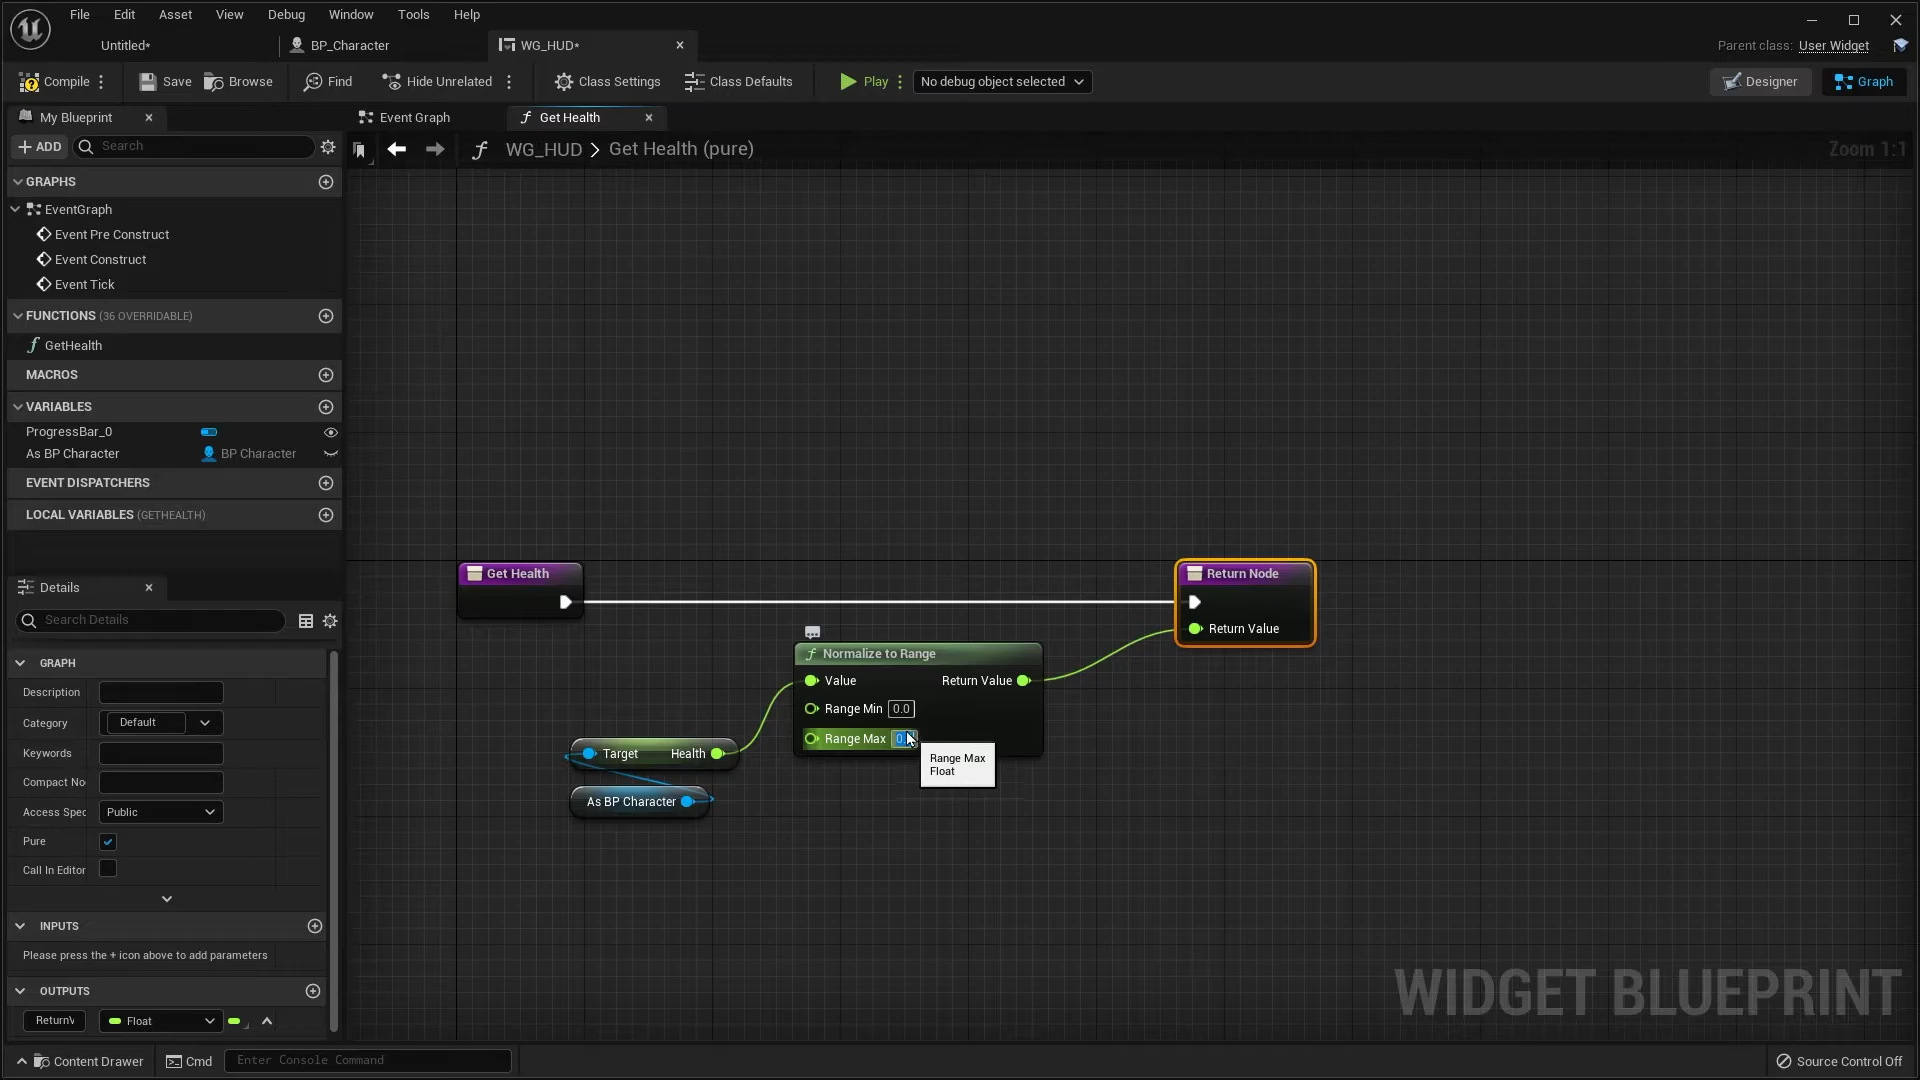 File Edit Asset View Debug Window Tools Help
Untitled* BP_Character WG_HUD* Parent class: User Widget
Compile Save Browse Find Hide Unrelated Class Settings Class Defaults Play No debug object selected Designer Graph
My Blueprint Event Graph Get Health
ADD Search WG_HUD > Get Health (pure) Zoom 1:1
GRAPHS
EventGraph
Event Pre Construct
Event Construct
Event Tick
FUNCTIONS (36 OVERRIDABLE)
GetHealth
MACROS
VARIABLES
ProgressBar_0
As BP Character BP Character
EVENT DISPATCHERS
LOCAL VARIABLES (GETHEALTH)
Get Health
Return Node
Return Value
Normalize to Range
Value Return Value
Range Min 0.0
Range Max 0.
Range Max
Float
Target Health
As BP Character
Details
Search Details
GRAPH
Description
Category Default
Keywords
Compact No
Access Spec Public
Pure
Call In Editor
INPUTS
Please press the + icon above to add parameters
OUTPUTS
ReturnV Float
WIDGET BLUEPRINT
Content Drawer Cmd Enter Console Command Source Control Off